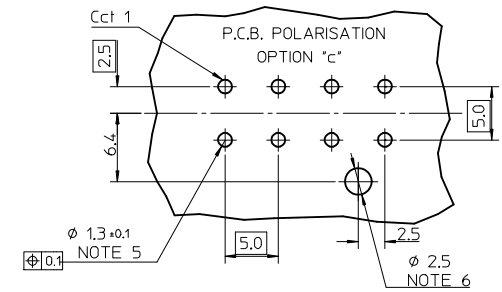 Cct 1
P.C.B. POLARISATION
OPTION "c"
2.5
5.0
6.4
ϕ 1.3 ±0.1
NOTE 5
5.0
2.5
⌖ 0.1
ϕ 2.5
NOTE 6